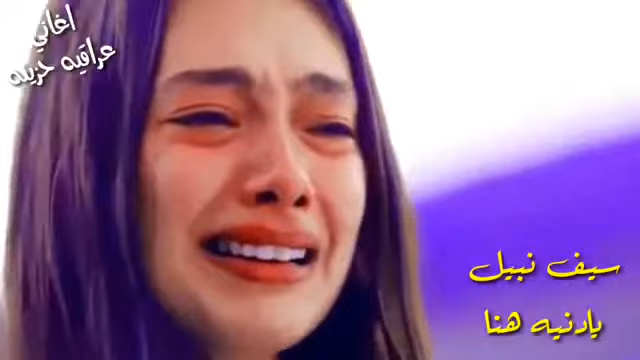 اغاني
عراقيه حزينه
سيف نبيل
يادنيه هنا